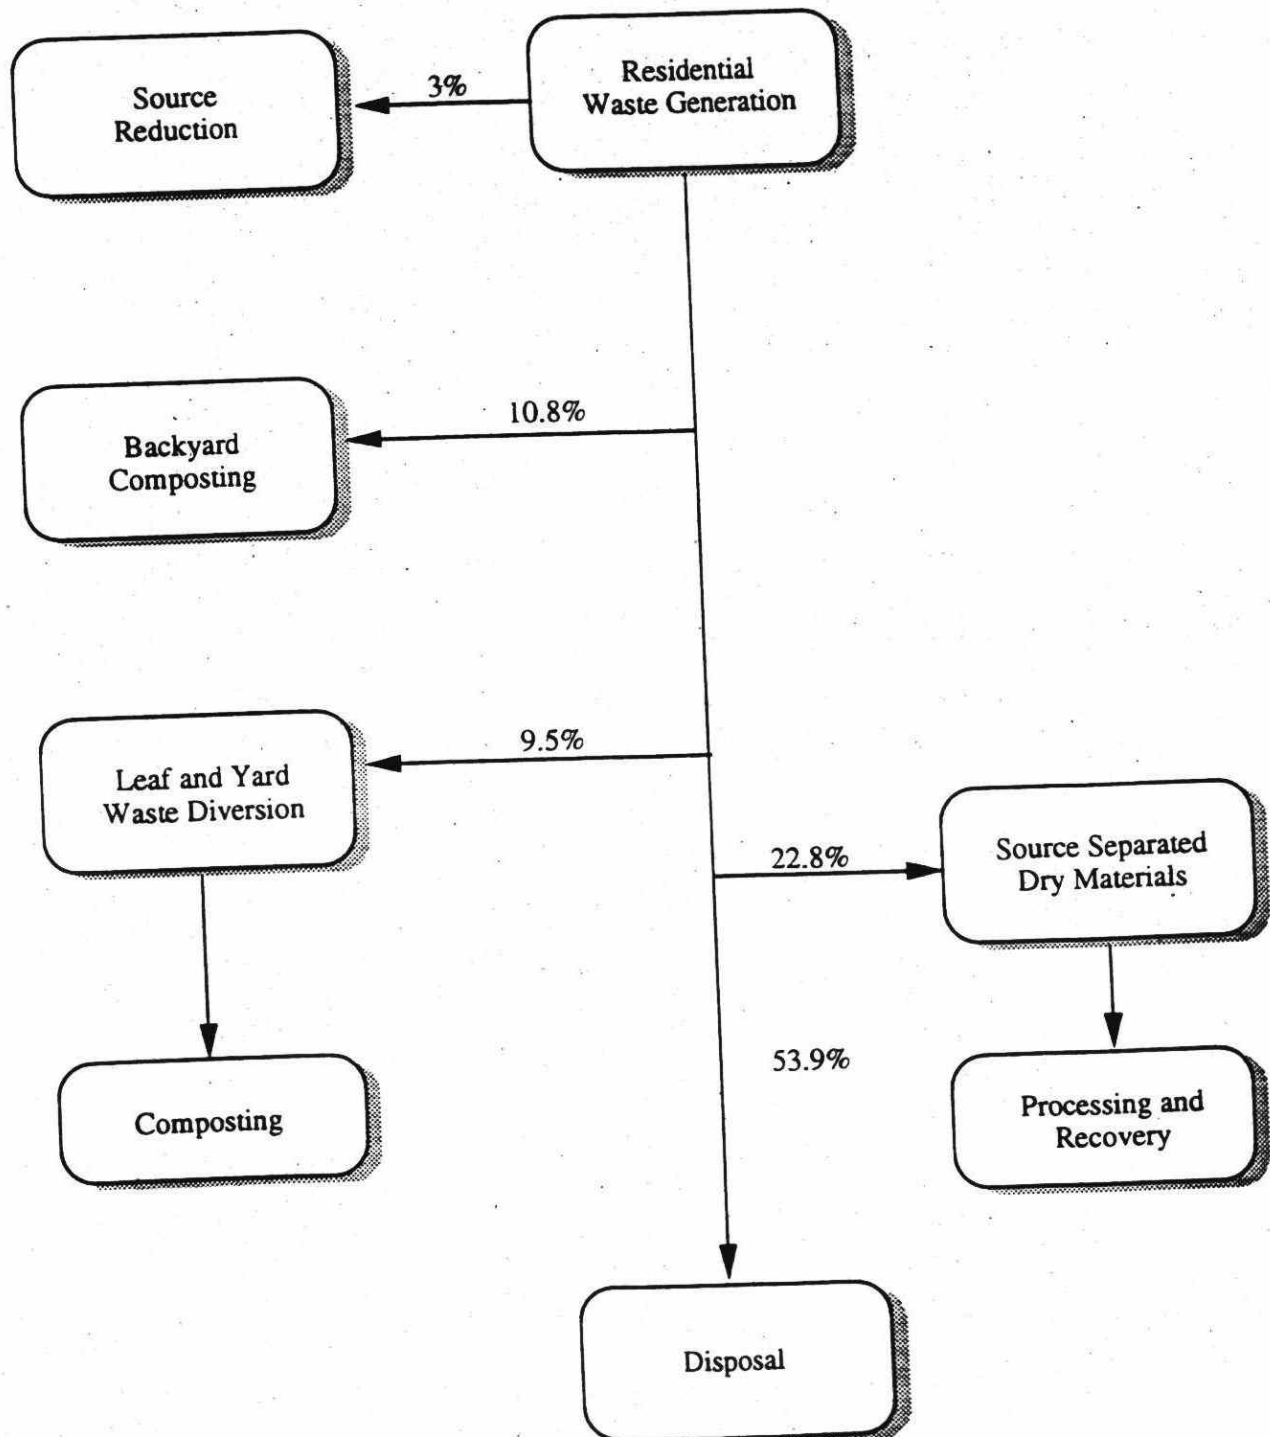 Source
Reduction
3%
Residential
Waste Generation
10.8%
Backyard
Composting
9.5%
Leaf and Yard
Waste Diversion
22.8%
Source Separated
Dry Materials
53.9%
Composting
Processing and
Recovery
Disposal